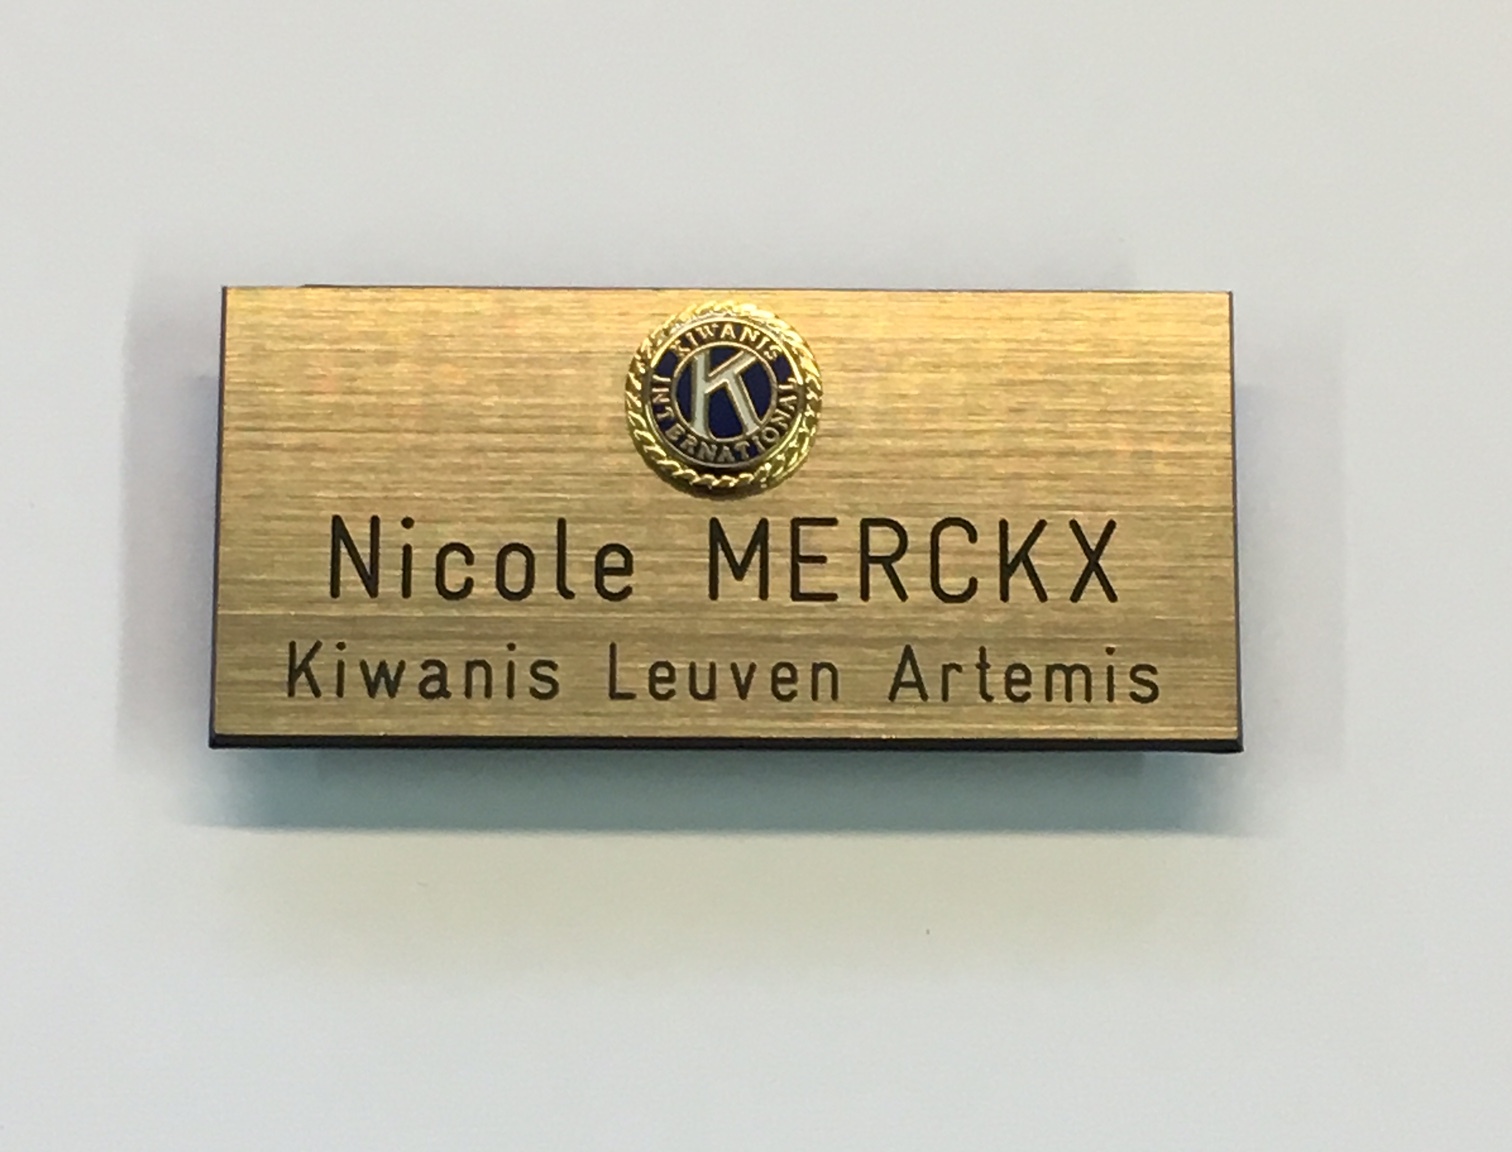 KIWANIS
K
INTERNATIONAL
Nicole MERCKX
Kiwanis Leuven Artemis